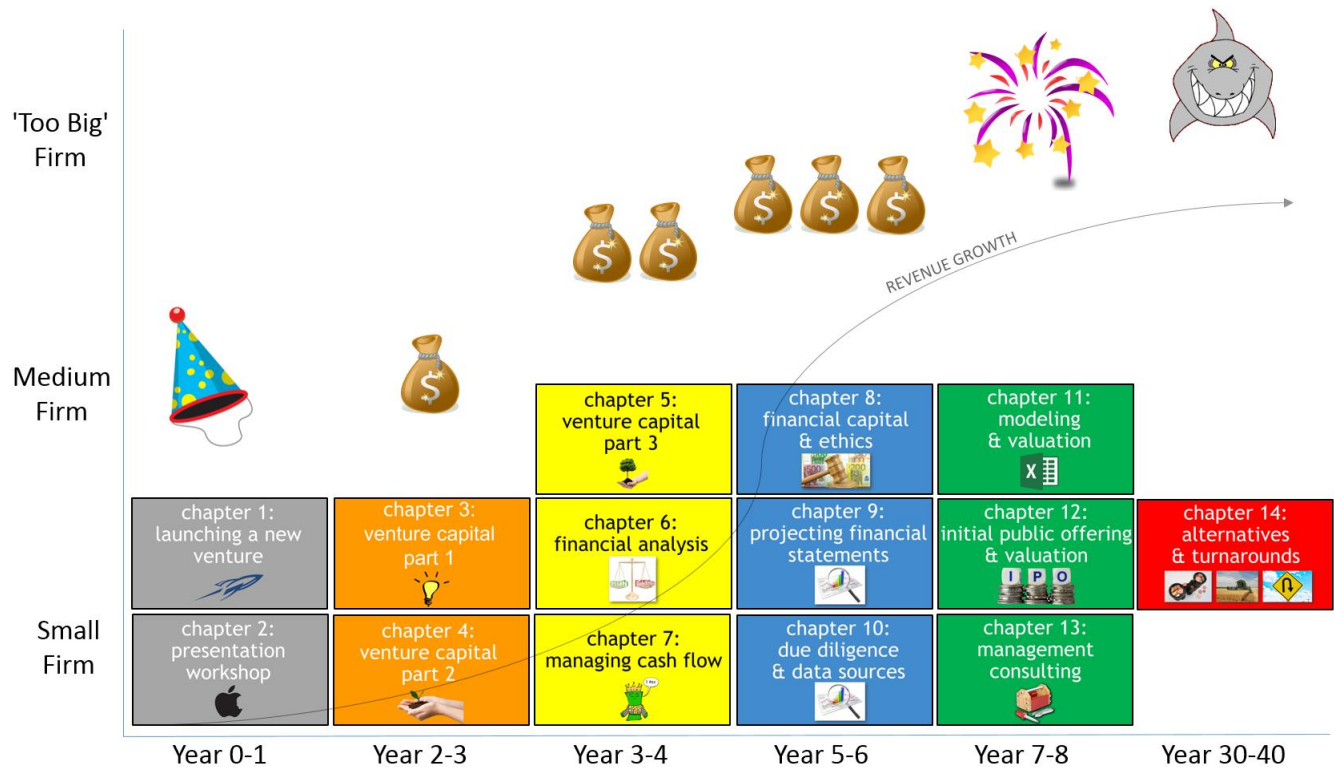 'Too Big'
Firm
Medium
Firm
Small
Firm
$
$
$
$
$
$
REVENUE GROWTH
chapter 5:
venture capital
part 3
chapter 8:
financial capital
& ethics
500
200
chapter 11:
modeling
& valuation
X
chapter 1:
launching a new
venture
chapter 3:
venture capital
part 1
chapter 6:
financial analysis
chapter 9:
projecting financial
statements
chapter 12:
initial public offering
& valuation
I P O
chapter 14:
alternatives
& turnarounds
chapter 2:
presentation
workshop
chapter 4:
venture capital
part 2
chapter 7:
managing cash flow
chapter 10:
due diligence
& data sources
chapter 13:
management
consulting
Year 0-1
Year 2-3
Year 3-4
Year 5-6
Year 7-8
Year 30-40